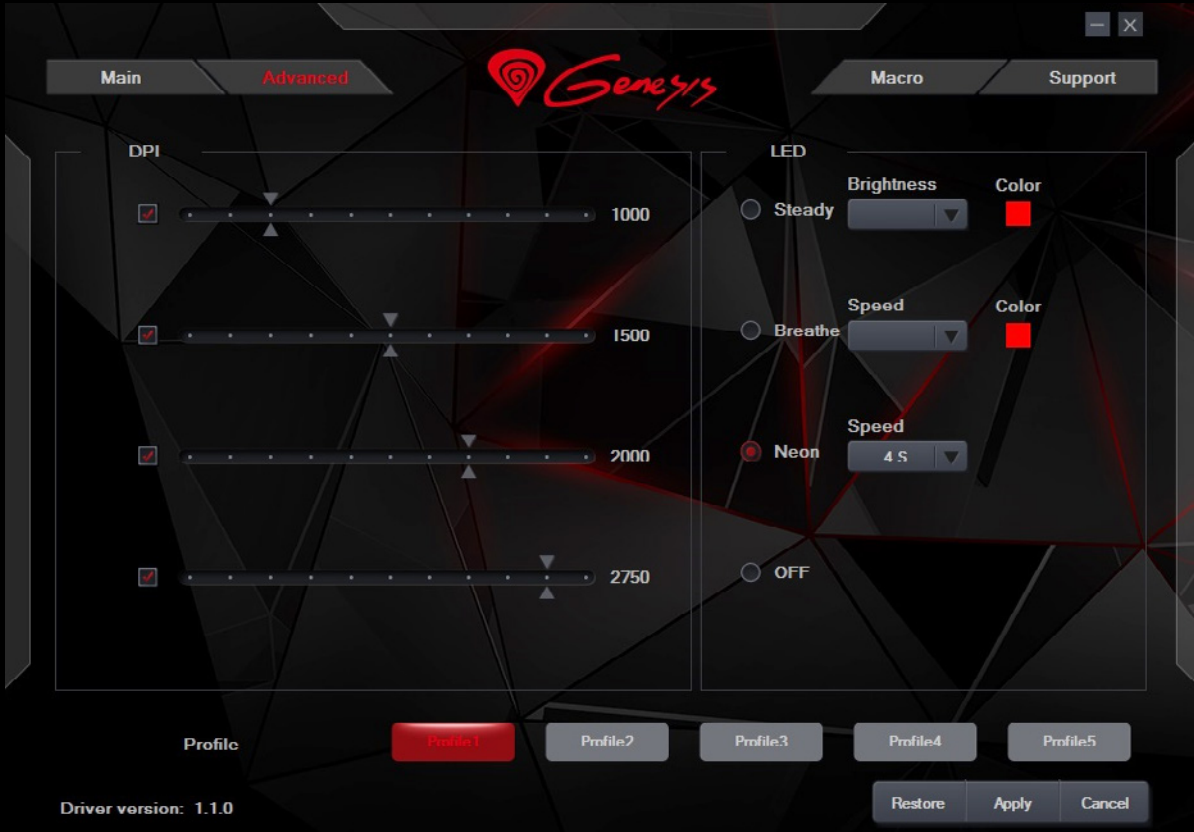 Main
Advanced
Genesis
Macro
Support
DPI
1000
1500
2000
2750
LED
Steady
Brightness
Color
Breathe
Speed
Color
Neon
Speed
4 S
OFF
Profile
Profile1
Profile2
Profile3
Profile4
Profile5
Driver version: 1.1.0
Restore
Apply
Cancel